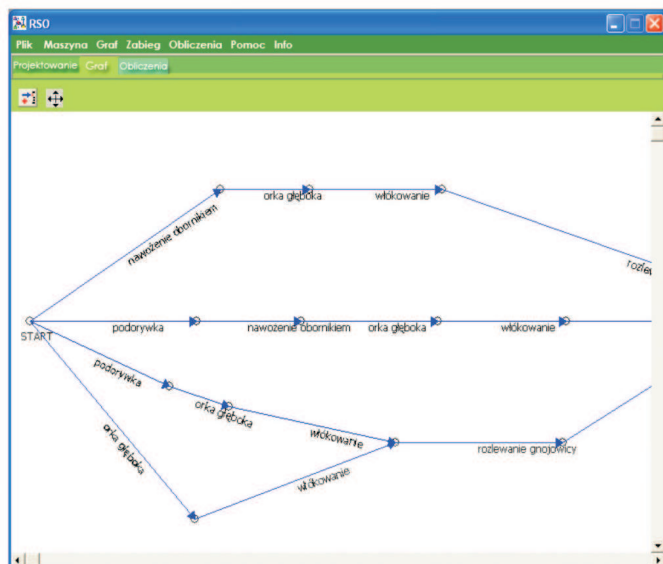 RSO
Plik Maszyna Graf Zabieg Obliczenia Pomoc Info
Projektowanie Graf Obliczenia
orka głęboka włókowanie
nawożenie obornikiem
START
podorywka nawożenie obornikiem orka głęboka włókowanie
podorywka
orka głęboka
włókowanie
orka głęboka
włókowanie
rozlewanie gnojowicy